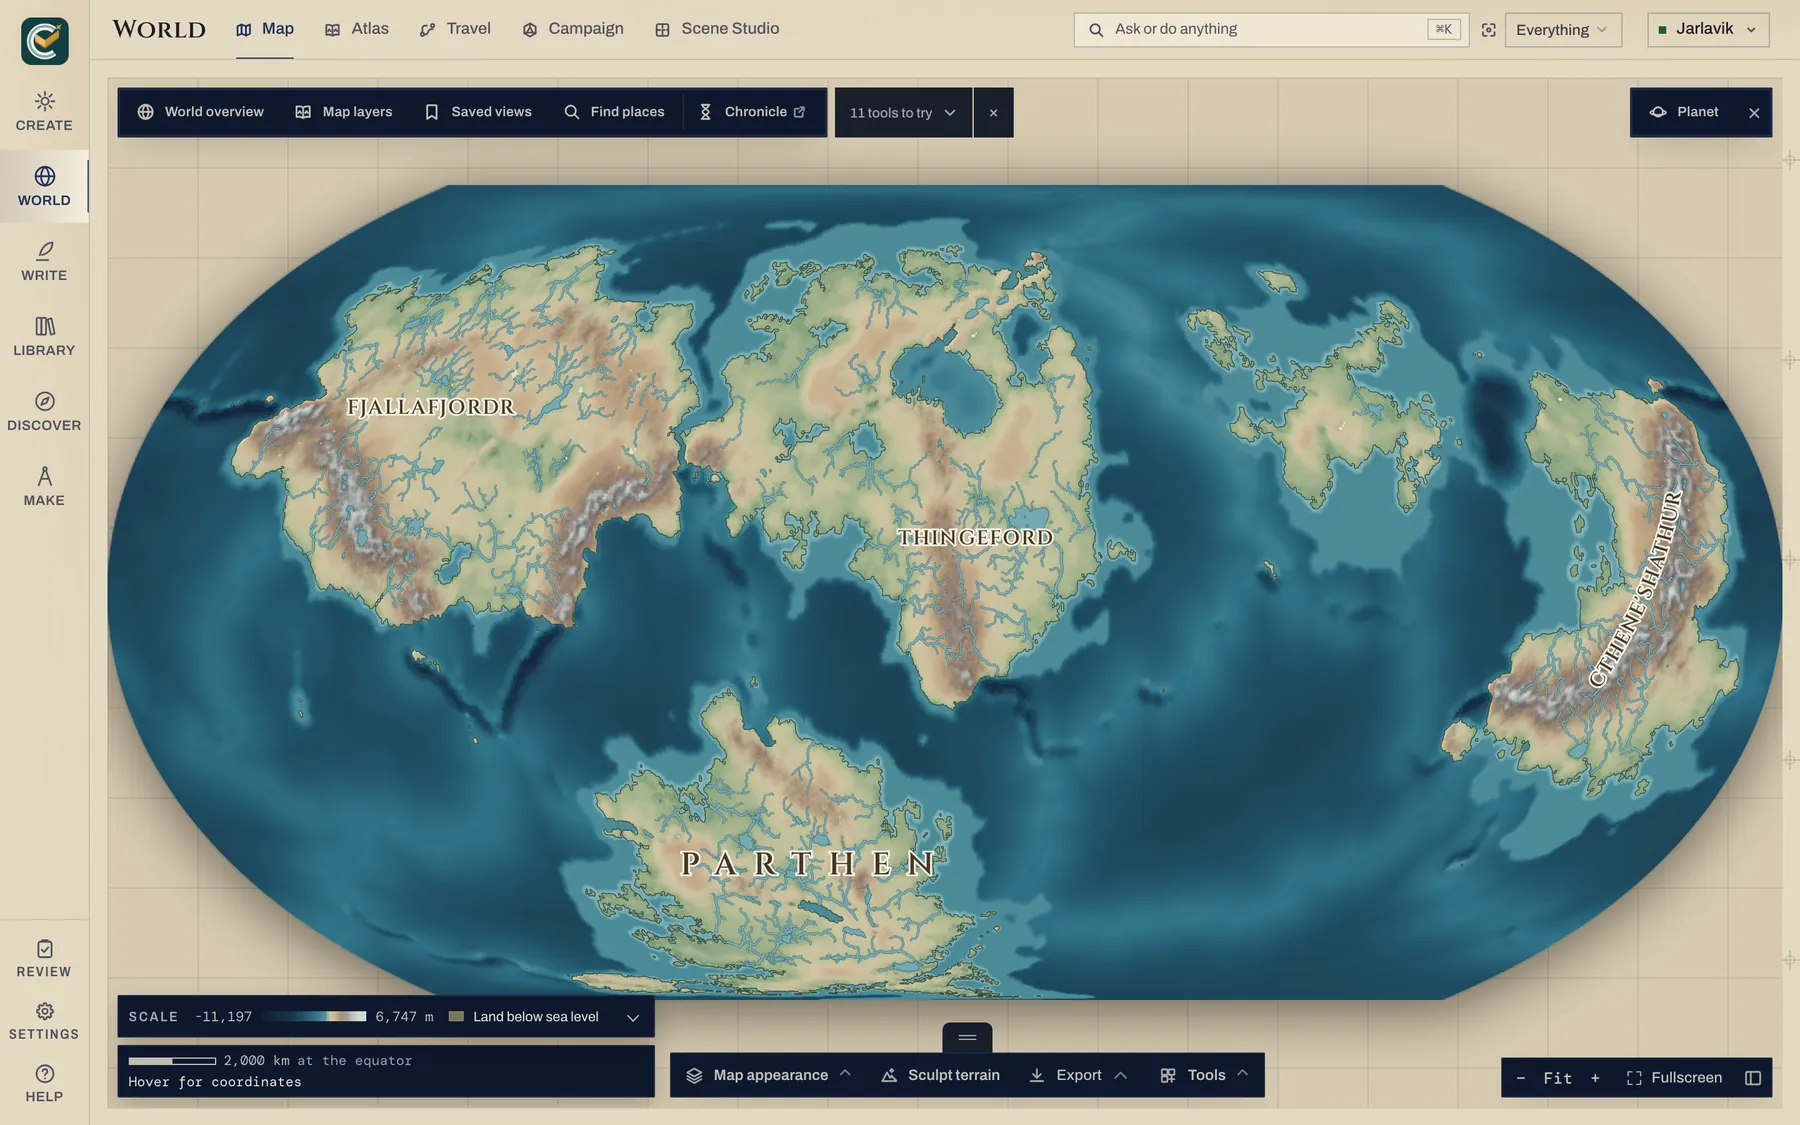 WORLD
Map
Atlas
Travel
Campaign
Scene Studio
Ask or do anything
⌘K
Everything
Jarlavik
CREATE
WORLD
WRITE
LIBRARY
DISCOVER
MAKE
REVIEW
SETTINGS
HELP
World overview
Map layers
Saved views
Find places
Chronicle
11 tools to try
×
Planet
FJALLAFJORDR
THINGEFORD
CTHENE'SHATHUR
PARTHEN
SCALE -11,197 6,747 m Land below sea level
2,000 km at the equator
Hover for coordinates
Map appearance
Sculpt terrain
Export
Tools
− Fit +
Fullscreen